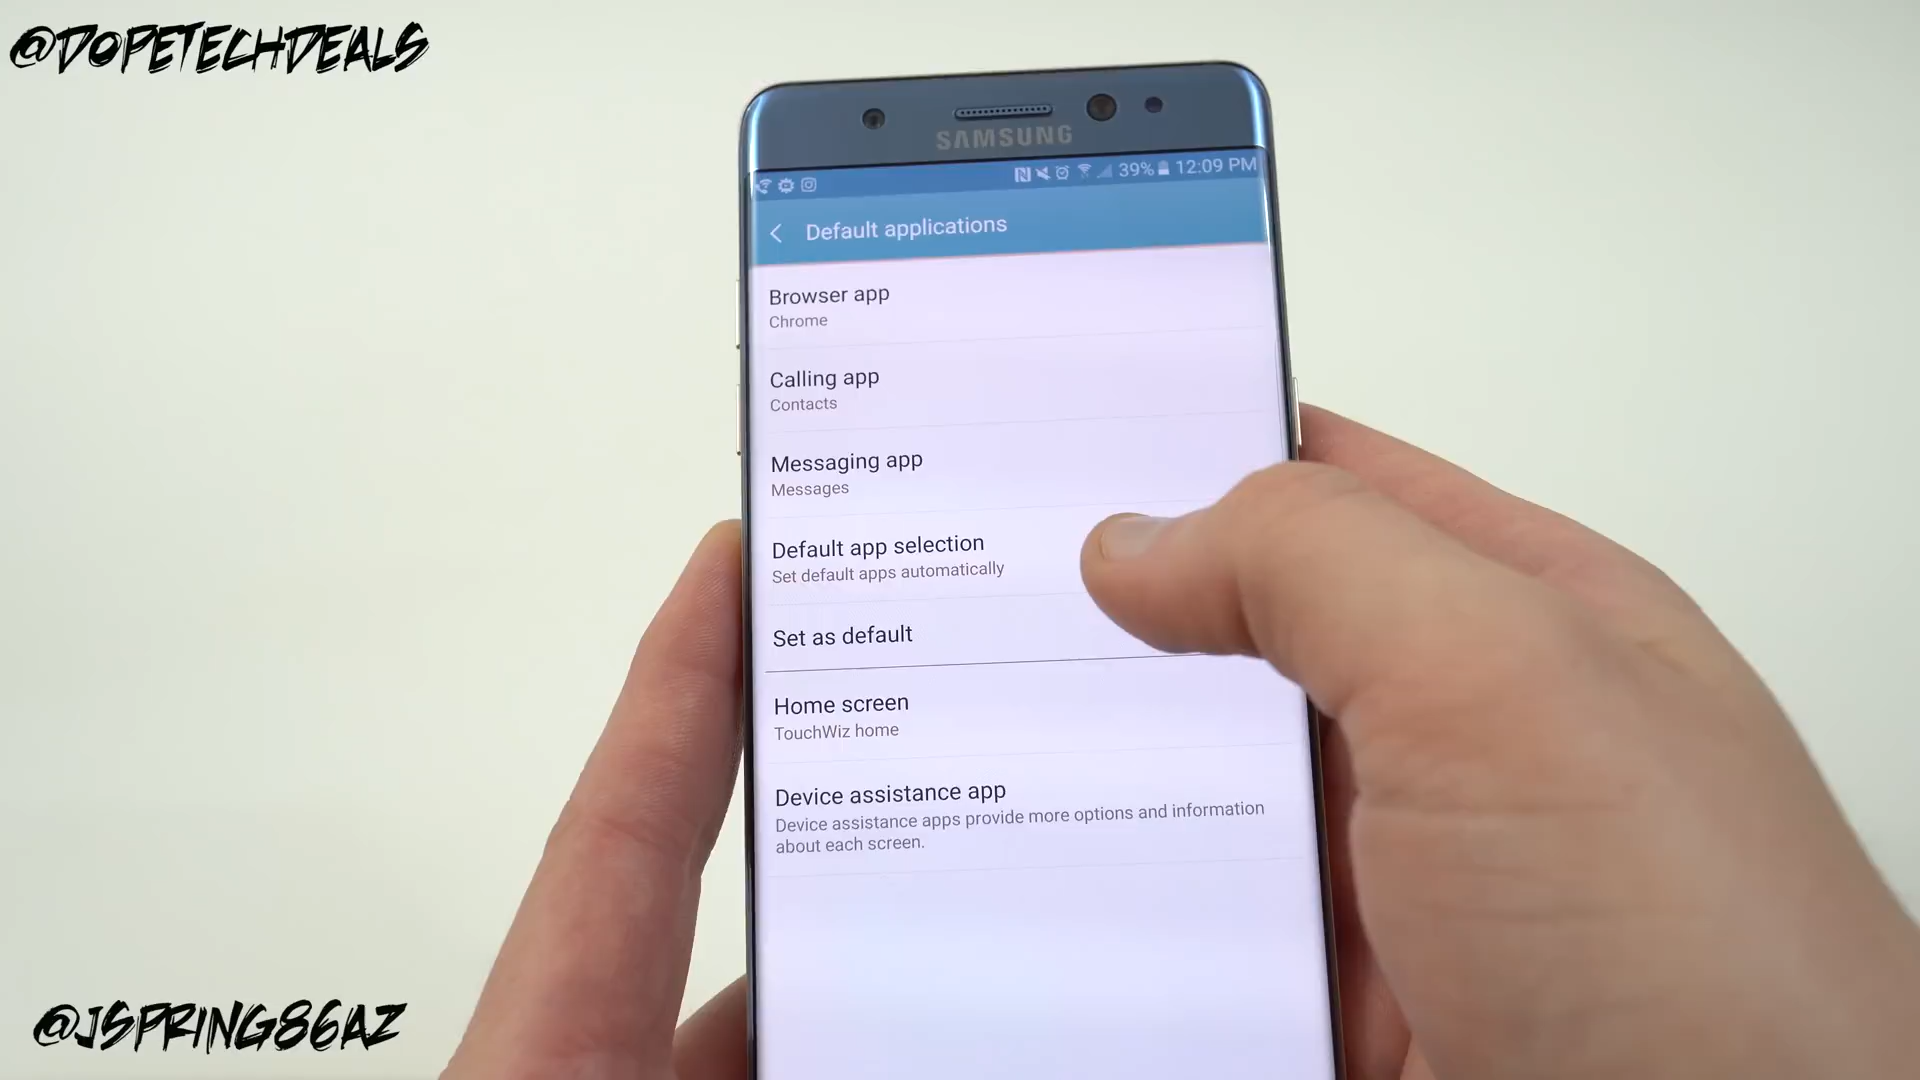 @DOPETECHDEALS
SAMSUNG
39% 12:09 PM
Default applications
Browser app
Chrome
Calling app
Contacts
Messaging app
Messages
Default app selection
Set default apps automatically
Set as default
Home screen
TouchWiz home
Device assistance app
Device assistance apps provide more options and information
about each screen.
@JSPRING86AZ